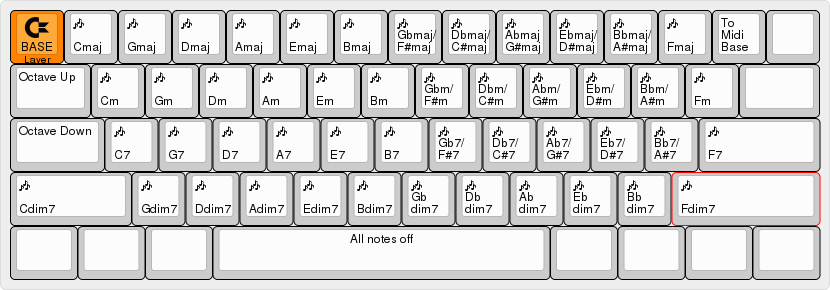 BASE
Layer
Cmaj
Gmaj
Dmaj
Amaj
Emaj
Bmaj
Gbmaj/
F#maj
Dbmaj/
C#maj
Abmaj
G#maj
Ebmaj/
D#maj
Bbmaj/
A#maj
Fmaj
To
Midi
Base
Octave Up
Cm
Gm
Dm
Am
Em
Bm
Gbm/
F#m
Dbm/
C#m
Abm/
G#m
Ebm/
D#m
Bbm/
A#m
Fm
Octave Down
C7
G7
D7
A7
E7
B7
Gb7/
F#7
Db7/
C#7
Ab7/
G#7
Eb7/
D#7
Bb7/
A#7
F7
Cdim7
Gdim7
Ddim7
Adim7
Edim7
Bdim7
Gb
dim7
Db
dim7
Ab
dim7
Eb
dim7
Bb
dim7
Fdim7
All notes off